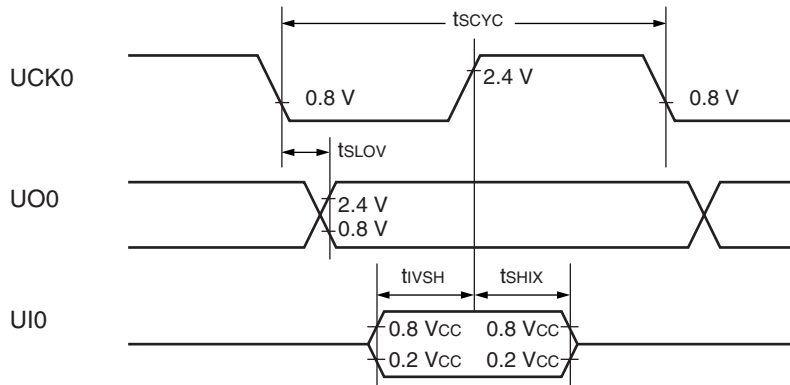 tSCYC
UCK0
0.8 V
2.4 V
0.8 V
tSLOV
UO0
2.4 V
0.8 V
tIVSH
tSHIX
UI0
0.8 VCC
0.8 VCC
0.2 VCC
0.2 VCC